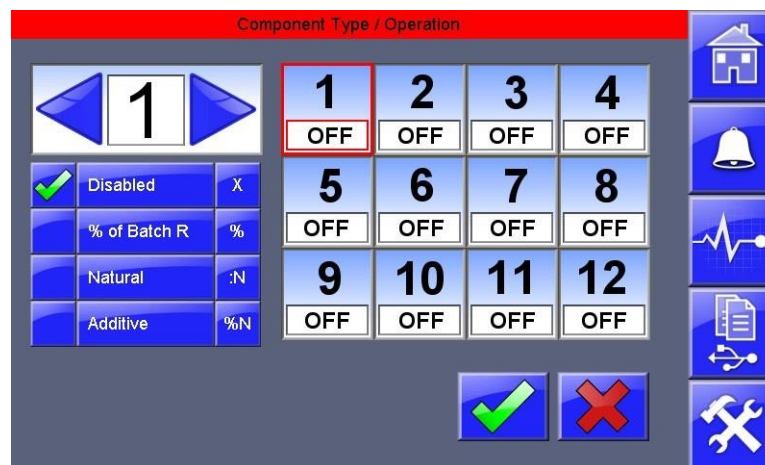 Component Type / Operation
1
Disabled X
% of Batch R %
Natural :N
Additive %N
1 2 3 4
OFF OFF OFF OFF
5 6 7 8
OFF OFF OFF OFF
9 10 11 12
OFF OFF OFF OFF